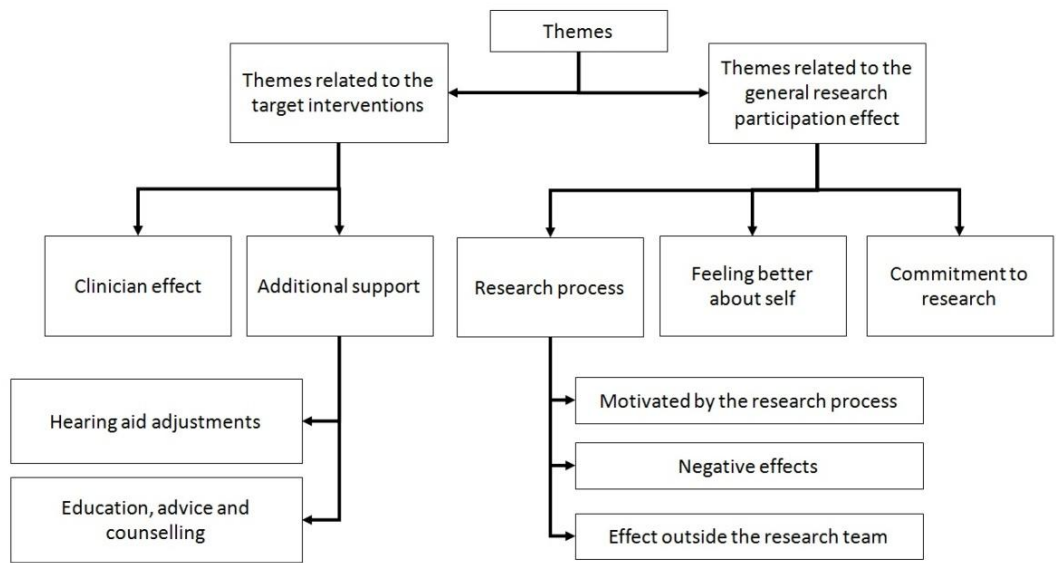 Themes
Themes related to the
target interventions
Themes related to the
general research
participation effect
Clinician effect
Additional support
Research process
Feeling better
about self
Commitment to
research
Hearing aid adjustments
Education, advice and
counselling
Motivated by the research process
Negative effects
Effect outside the research team